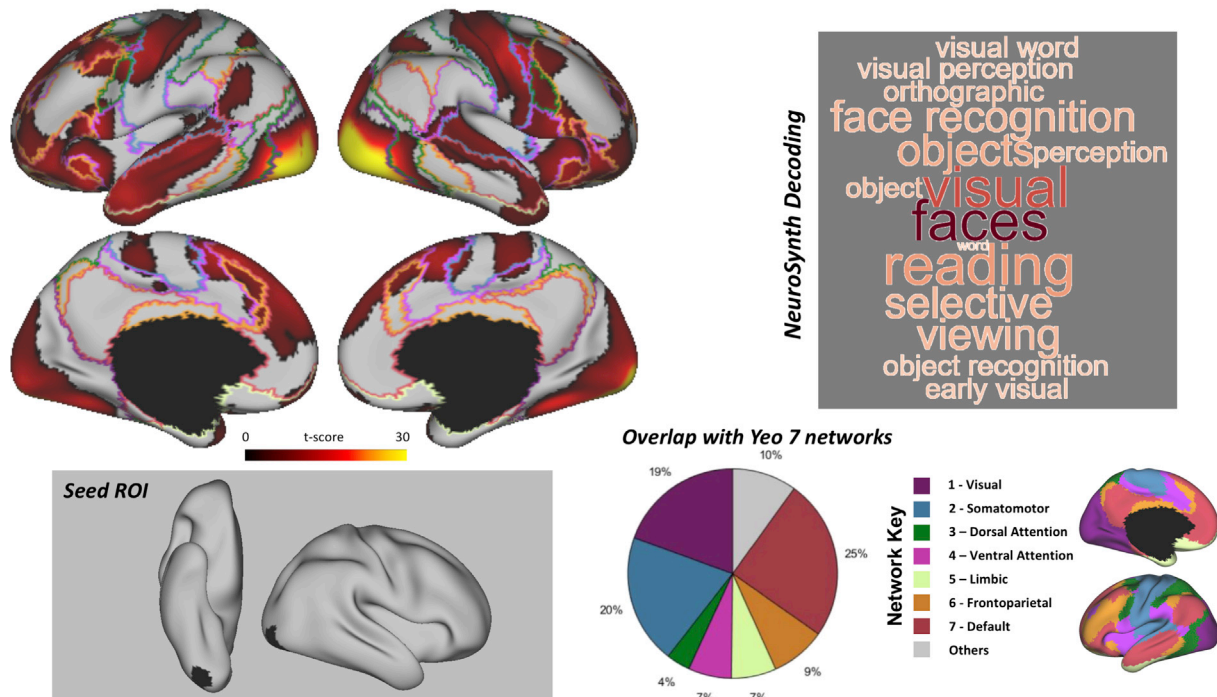 visual word
visual perception
orthographic
face recognition
objects
perception
object
visual
faces
word
reading
selective
viewing
object recognition
early visual
NeuroSynth Decoding
0 t-score 30
Seed ROI
Overlap with Yeo 7 networks
10%
19%
25%
20%
9%
4%
7%
7%
Network Key
1 - Visual
2 - Somatomotor
3 – Dorsal Attention
4 – Ventral Attention
5 – Limbic
6 - Frontoparietal
7 - Default
Others